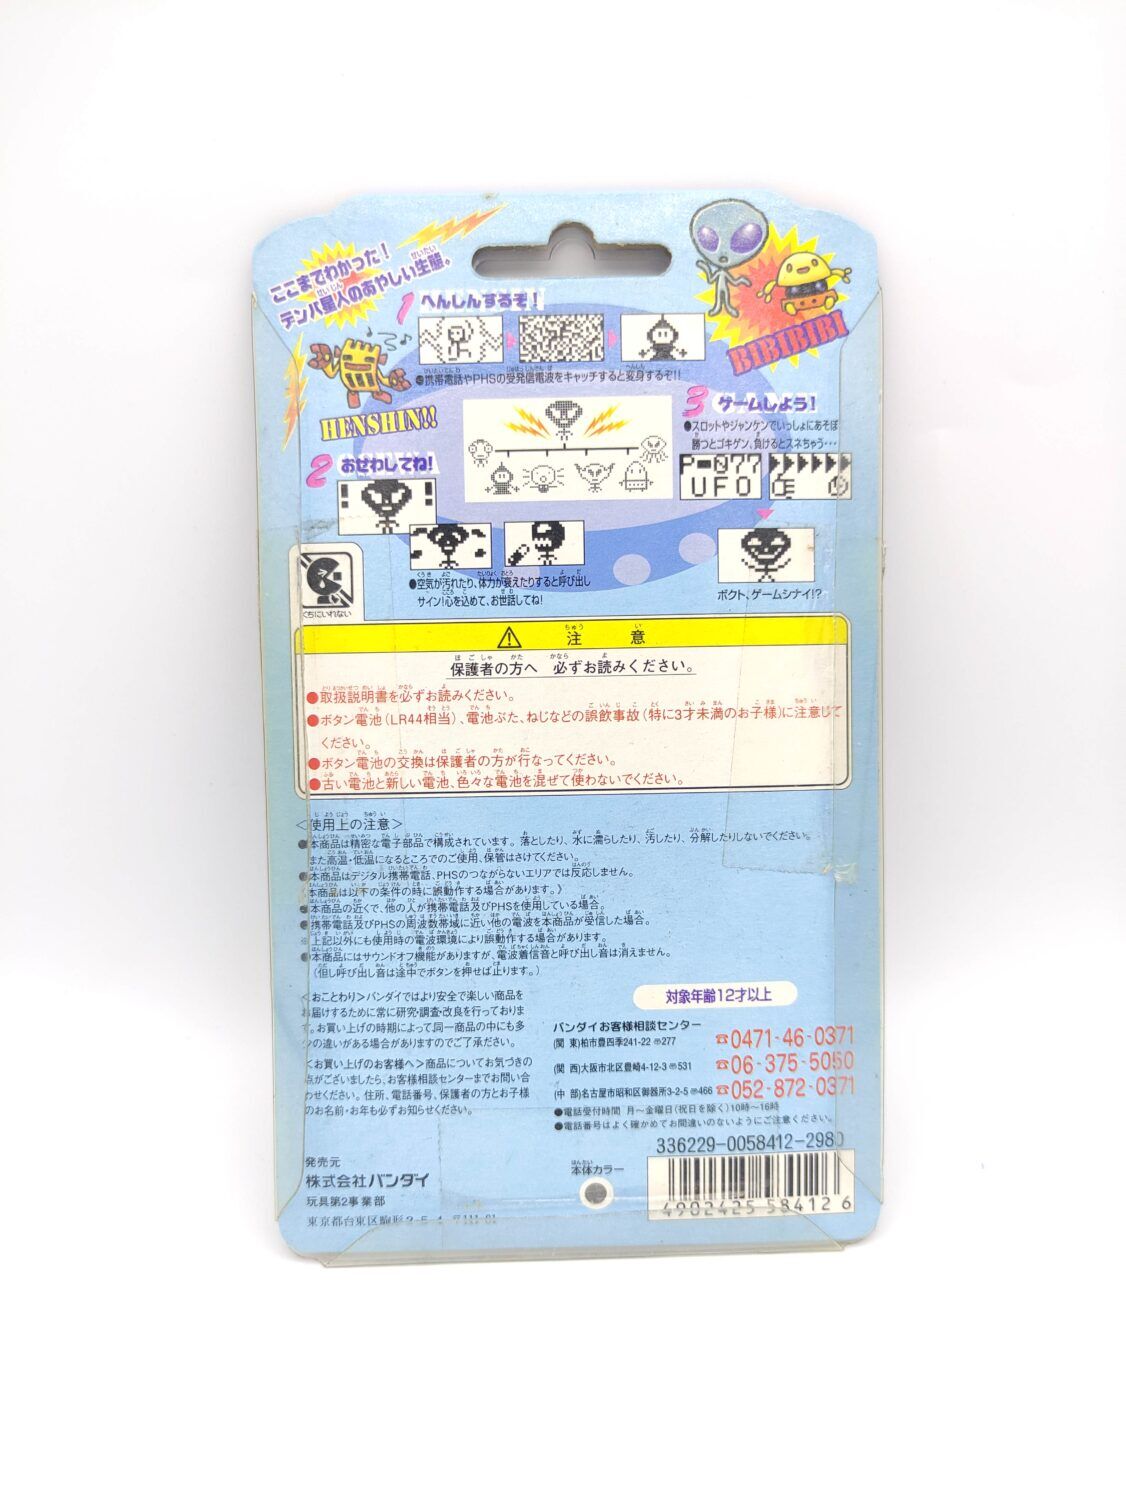 ここまでわかった!
テンパ星人のあやしい生態。
1 へんしんするぞ!
●携帯電話やPHSの受発信電波をキャッチすると変身するぞ!!
BIBIBIBI
HENSHIN!!
2 おせわしてね!
●空気が汚れたり、体力が衰えたりすると呼び出し
サイン!心を込めて、お世話してね!
3 ゲームしよう!
●スロットやジャンケンでいっしょにあそぼ
勝つとゴキゲン、負けるとスネちゃう…
P-077
UFO
ボクト、ゲームシナイ!?
くちにいれない
注意
保護者の方へ 必ずお読みください。
●取扱説明書を必ずお読みください。
●ボタン電池(LR44相当)、電池ぶた、ねじなどの誤飲事故(特に3才未満のお子様)に注意して
ください。
●ボタン電池の交換は保護者の方が行なってください。
●古い電池と新しい電池、色々な電池を混ぜて使わないでください。
<使用上の注意>
●本商品は精密な電子部品で構成されています。落としたり、水に濡らしたり、汚したり、分解したりしないでください。
また高温・低温になるところでのご使用、保管はさけてください。
●本商品はデジタル携帯電話、PHSのつながらないエリアでは反応しません。
(本商品は以下の条件の時に誤動作する場合があります。)
●本商品の近くで、他の人が携帯電話及びPHSを使用している場合。
●携帯電話及びPHSの周波数帯域に近い他の電波を本商品が受信した場合。
※上記以外にも使用時の電波環境により誤動作する場合があります。
●本商品にはサウンドオフ機能がありますが、電波着信音と呼び出し音は消えません。
(但し呼び出し音は途中でボタンを押せば止ります。)
<おことわり>バンダイではより安全で楽しい商品を
お届けするために常に研究・調査・改良を行っておりま
す。お買い上げの時期によって同一商品の中にも多
少の違いがある場合がありますのでご了承ください。
<お買い上げのお客様へ>商品についてお気づきの
点がございましたら、お客様相談センターまでお問い合
わせください。住所、電話番号、保護者の方とお子様
のお名前・お年も必ずお知らせください。
発売元
株式会社バンダイ
玩具第2事業部
東京都台東区駒形2-5-4 〒111-81
対象年齢12才以上
バンダイお客様相談センター
(関 東)柏市豊四季241-22 〒277 ☎0471-46-0371
(関 西)大阪市北区豊崎4-12-3 〒531 ☎06-375-5050
(中 部)名古屋市昭和区御器所3-2-5 〒466 ☎052-872-0371
●電話受付時間 月〜金曜日(祝日を除く)10時〜16時
●電話番号はよく確かめてお間違いのないようにご注意ください。
336229-0058412-2980
本体カラー
4902425 584126